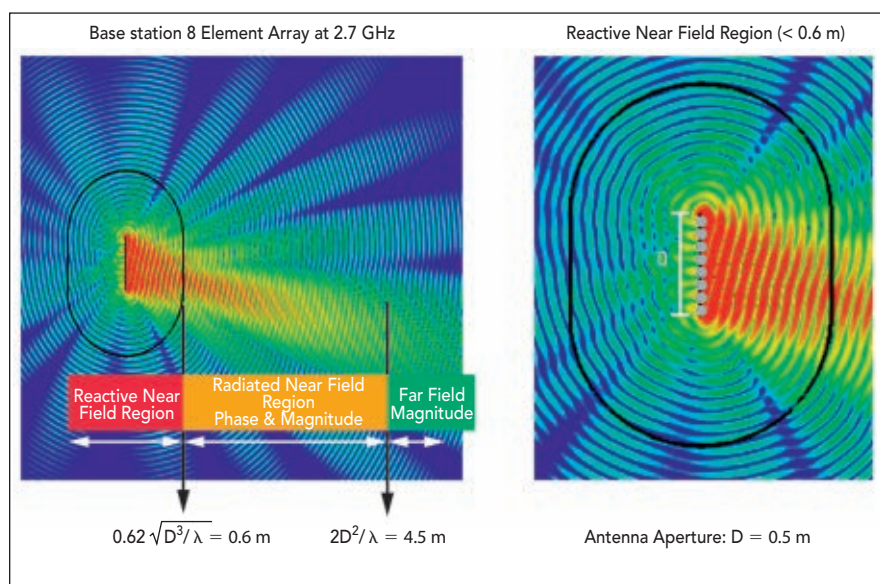 Base station 8 Element Array at 2.7 GHz
Reactive Near Field Region (< 0.6 m)
D
Reactive Near
Field Region
Radiated Near Field
Region
Phase & Magnitude
Far Field
Magnitude
0.62 √D³/λ = 0.6 m
2D²/λ = 4.5 m
Antenna Aperture: D = 0.5 m